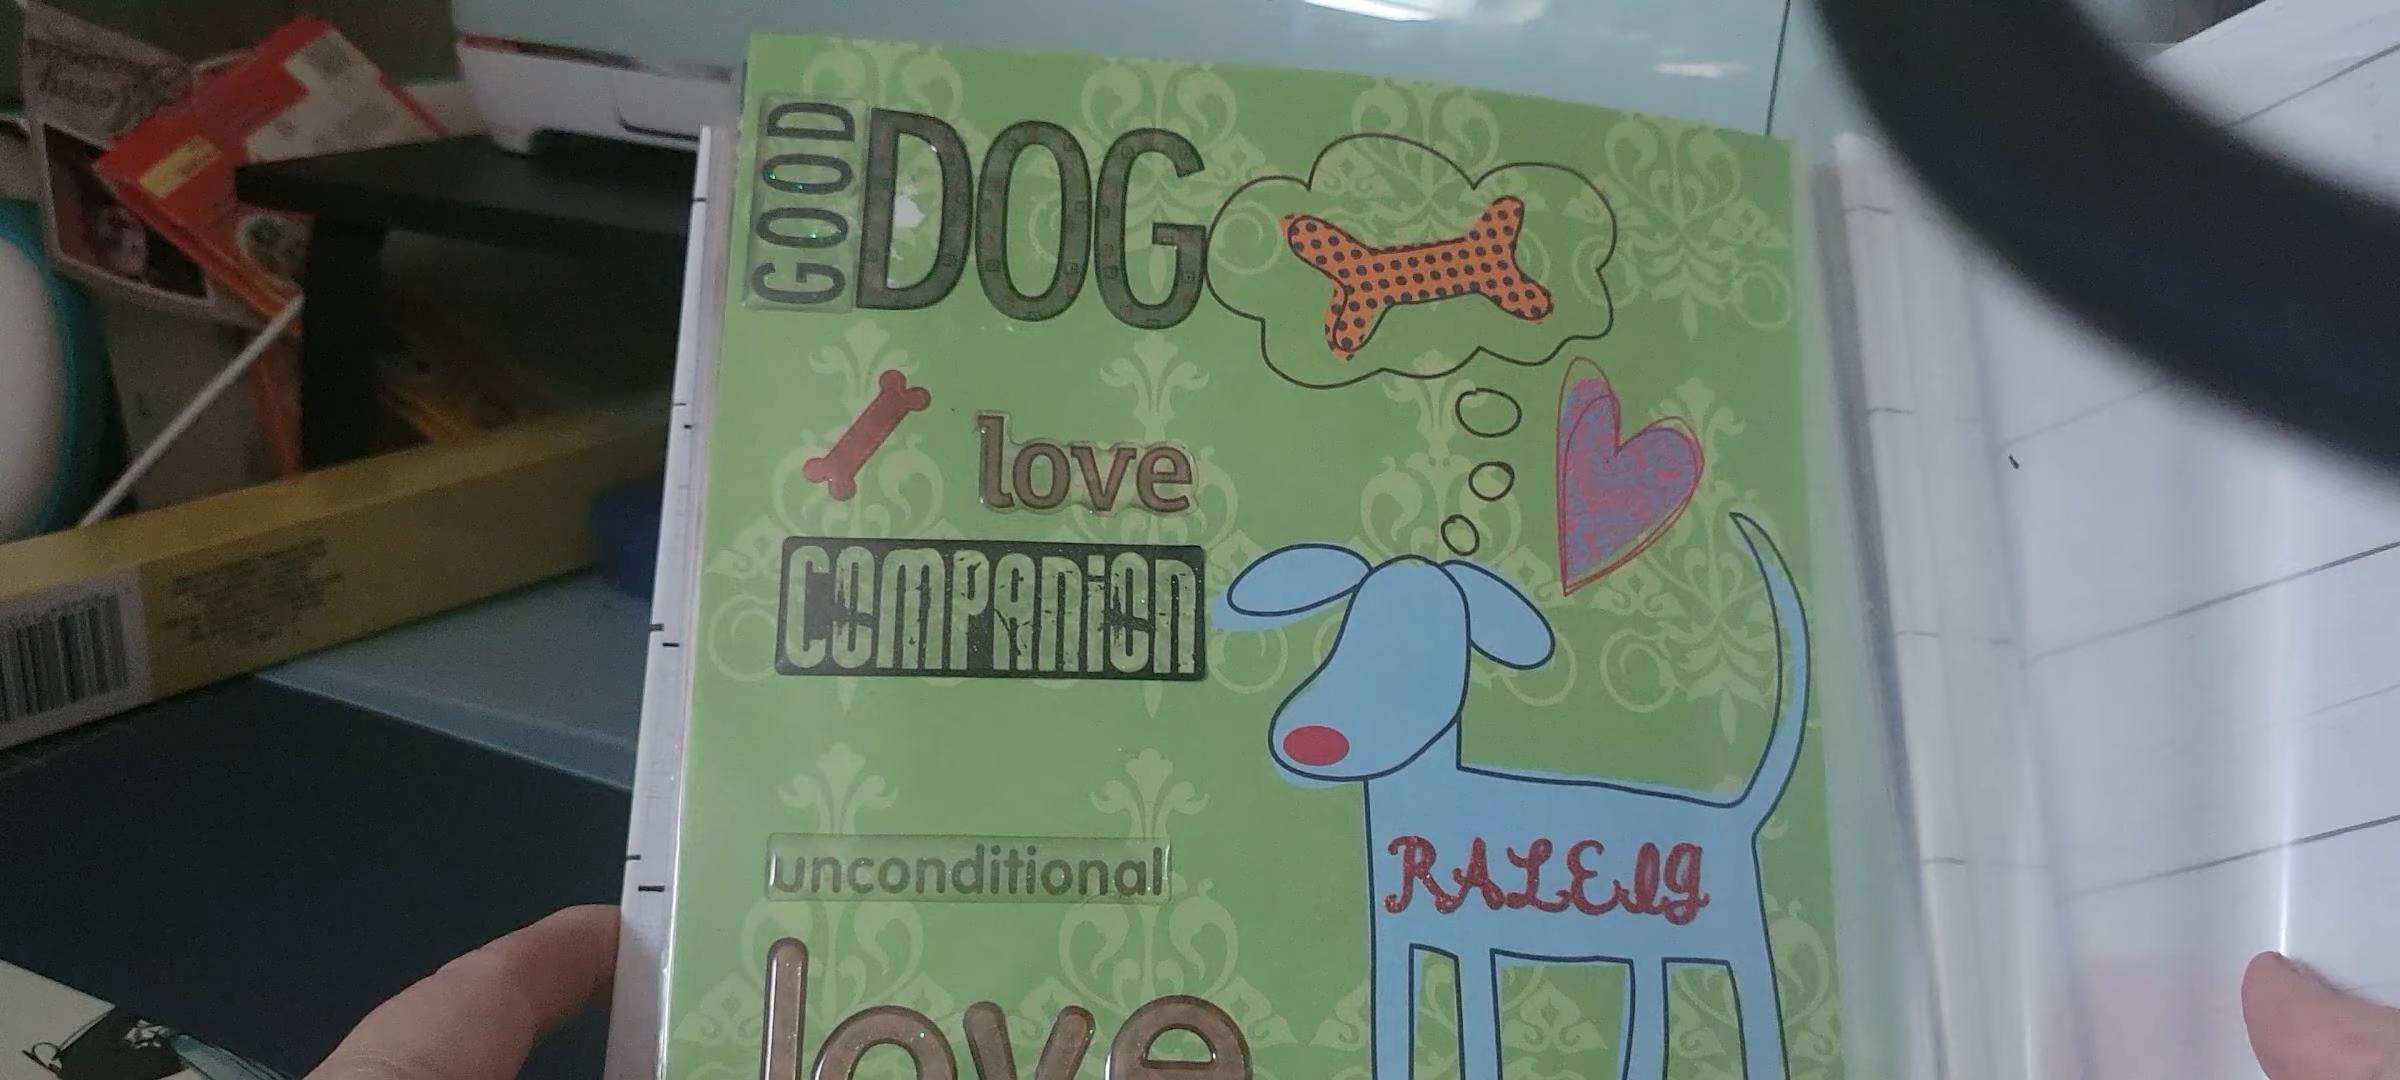 GOOD
DOG
love
COMPANiON
unconditional
love
RALEIG